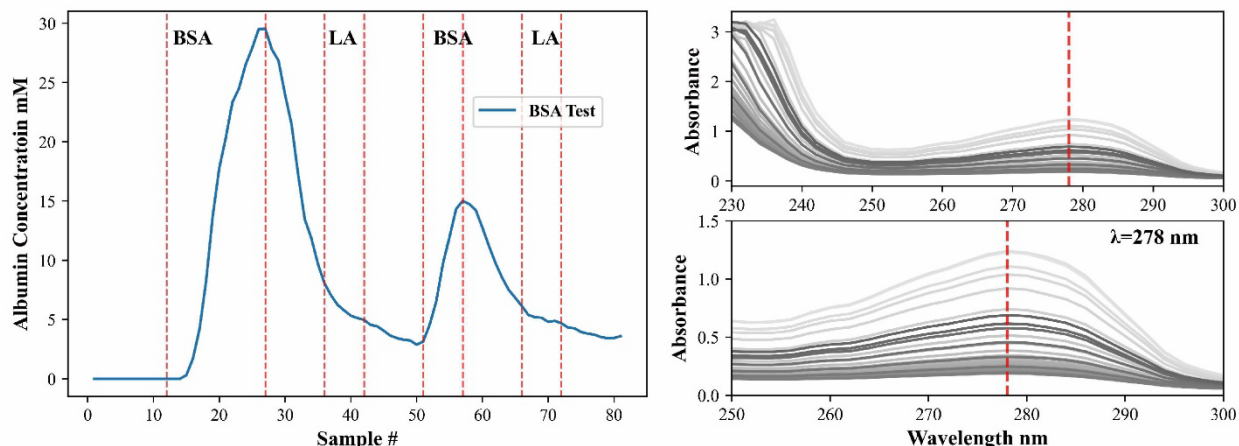 Albumin Concentratoin mM
30
25
20
15
10
5
0
BSA
LA
BSA
LA
BSA Test
0 10 20 30 40 50 60 70 80
Sample #
Absorbance
3
2
1
0
230 240 250 260 270 280 290 300
Absorbance
1.5
1.0
0.5
0.0
λ=278 nm
250 260 270 280 290 300
Wavelength nm